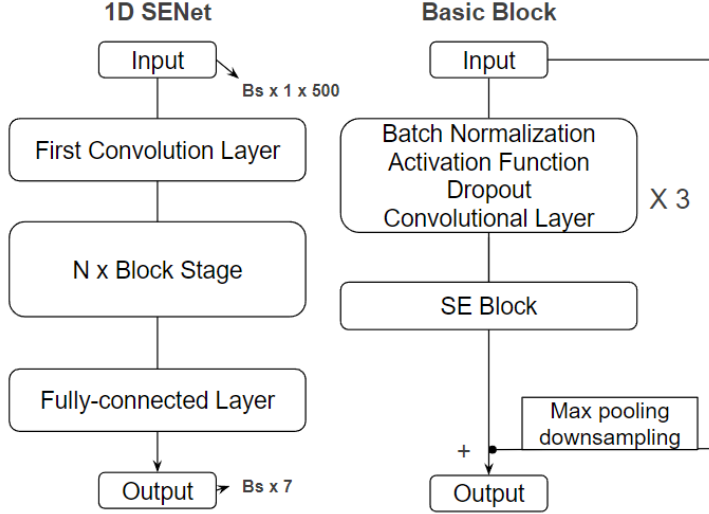 1D SENet
Input
Bs x 1 x 500
First Convolution Layer
N x Block Stage
Fully-connected Layer
Output
Bs x 7
Basic Block
Input
Batch Normalization
Activation Function
Dropout
Convolutional Layer
X 3
SE Block
Max pooling
downsampling
+
Output